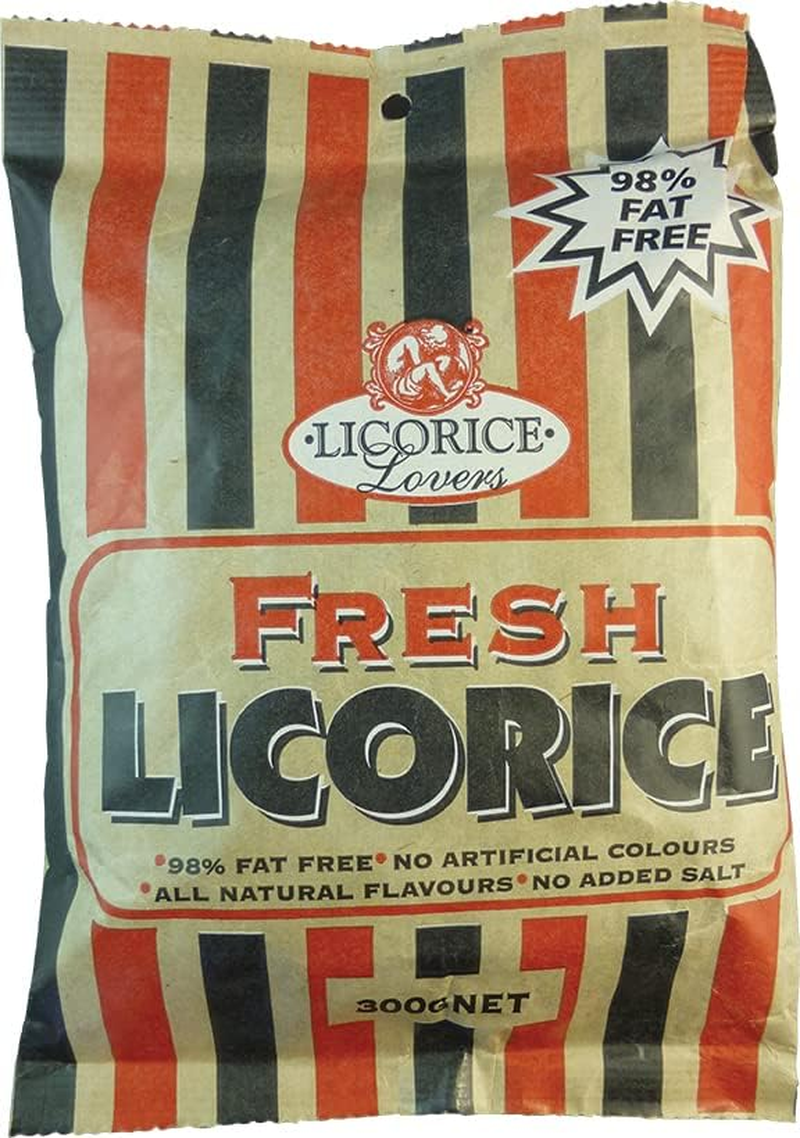 98%
FAT
FREE
•LICORICE•
Lovers
FRESH
LICORICE
•98% FAT FREE•NO ARTIFICIAL COLOURS
•ALL NATURAL FLAVOURS•NO ADDED SALT
300G NET